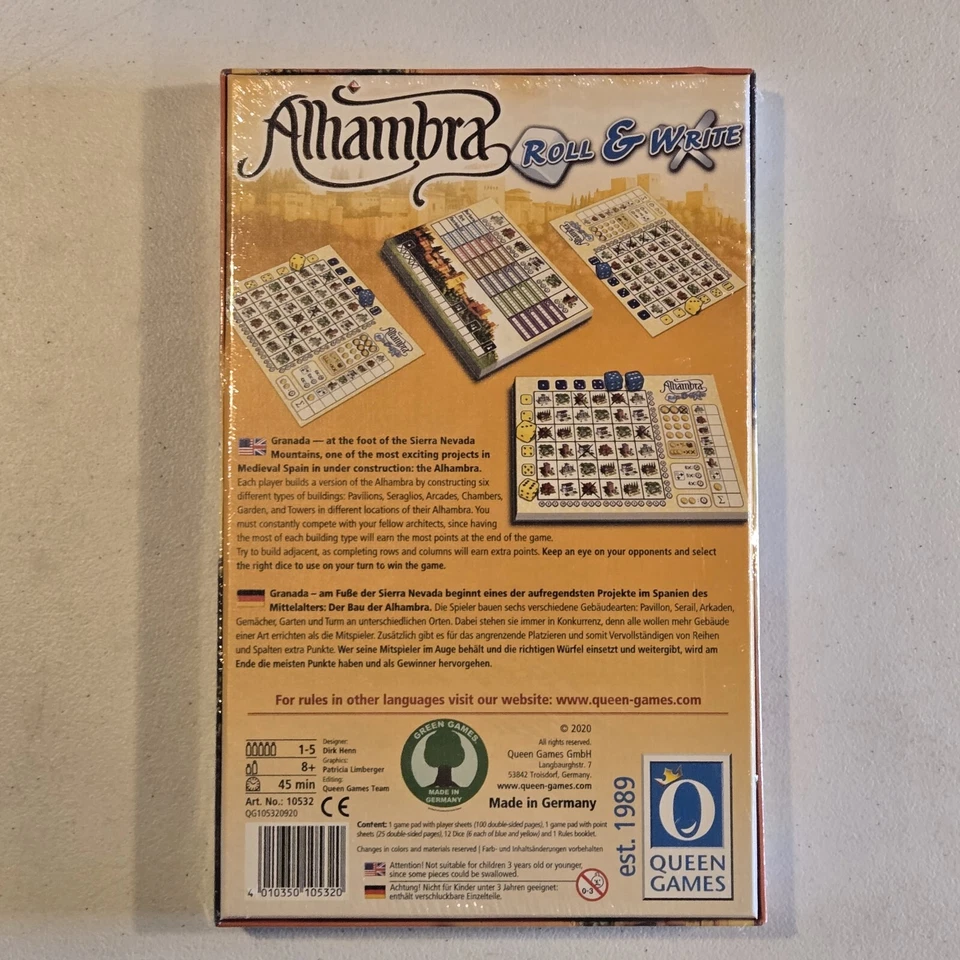 Alhambra
ROLL & WRITE
Alhambra
Alhambra
Granada — at the foot of the Sierra Nevada
Mountains, one of the most exciting projects in
Medieval Spain in under construction: the Alhambra.
Each player builds a version of the Alhambra by constructing six
different types of buildings: Pavilions, Seraglios, Arcades, Chambers,
Garden, and Towers in different locations of their Alhambra. You
must constantly compete with your fellow architects, since having
the most of each building type will earn the most points at the end of the game.
Try to build adjacent, as completing rows and columns will earn extra points. Keep an eye on your opponents and select
the right dice to use on your turn to win the game.
Granada – am Fuße der Sierra Nevada beginnt eines der aufregendsten Projekte im Spanien des
Mittelalters: Der Bau der Alhambra. Die Spieler bauen sechs verschiedene Gebäudearten: Pavillon, Serail, Arkaden,
Gemächer, Garten und Turm an unterschiedlichen Orten. Dabei stehen sie immer in Konkurrenz, denn alle wollen mehr Gebäude
einer Art errichten als die Mitspieler. Zusätzlich gibt es für das angrenzende Platzieren und somit Vervollständigen von Reihen
und Spalten extra Punkte. Wer seine Mitspieler im Auge behält und die richtigen Würfel einsetzt und weitergibt, wird am
Ende die meisten Punkte haben und als Gewinner hervorgehen.
For rules in other languages visit our website: www.queen-games.com
1-5
8+
45 min
Designer:
Dirk Henn
Graphics:
Patricia Limberger
Editing:
Queen Games Team
Art. No.: 10532
QG105320920
CE
GREEN GAMES
MADE IN
GERMANY
© 2020
All rights reserved.
Queen Games GmbH
Langbaurghstr. 7
53842 Troisdorf, Germany.
www.queen-games.com
Made in Germany
Content: 1 game pad with player sheets (100 double-sided pages), 1 game pad with point
sheets (25 double-sided pages), 12 Dice (6 each of blue and yellow) and 1 Rules booklet.
Changes in colors and materials reserved | Farb- und Inhaltsänderungen vorbehalten
Attention! Not suitable for children 3 years old or younger,
since some pieces could be swallowed.
Achtung! Nicht für Kinder unter 3 Jahren geeignet:
enthält verschluckbare Einzelteile.
0-3
4 010350 105320
est. 1989
Q
QUEEN
GAMES